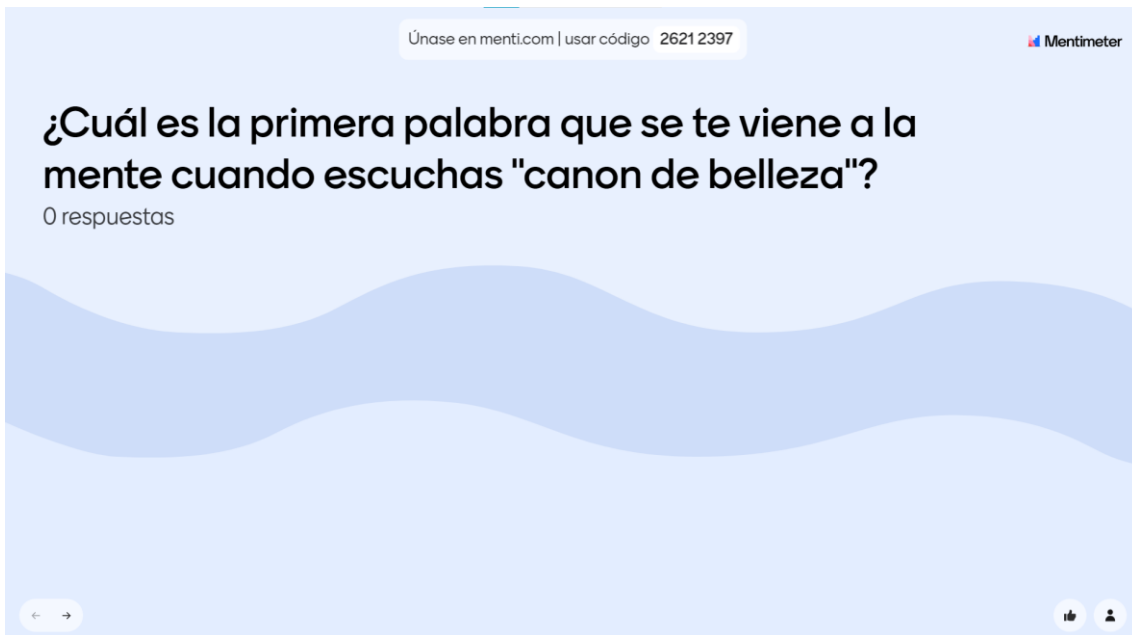 Únase en menti.com | usar código 2621 2397
Mentimeter
¿Cuál es la primera palabra que se te viene a la
mente cuando escuchas "canon de belleza"?
0 respuestas